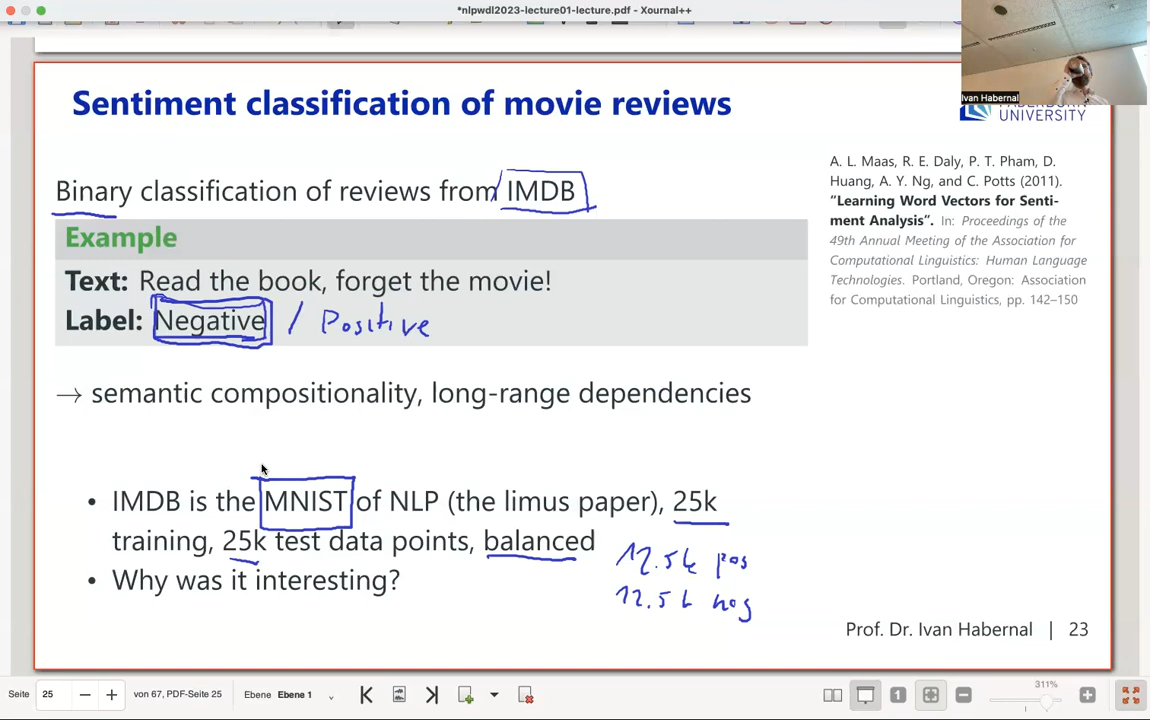 *nlpwdl2023-lecture01-lecture.pdf - Xournal++
Ivan Habernal
Sentiment classification of movie reviews
UNIVERSITY
Binary classification of reviews from IMDB
Example
Text: Read the book, forget the movie!
Label: Negative / Positive
→ semantic compositionality, long-range dependencies
• IMDB is the MNIST of NLP (the limus paper), 25k
training, 25k test data points, balanced
12.5k pos
• Why was it interesting?
12.5k neg
A. L. Maas, R. E. Daly, P. T. Pham, D.
Huang, A. Y. Ng, and C. Potts (2011).
“Learning Word Vectors for Senti-
ment Analysis”. In: Proceedings of the
49th Annual Meeting of the Association for
Computational Linguistics: Human Language
Technologies. Portland, Oregon: Association
for Computational Linguistics, pp. 142–150
Prof. Dr. Ivan Habernal | 23
Seite 25 von 67, PDF-Seite 25 Ebene Ebene 1 1 311%